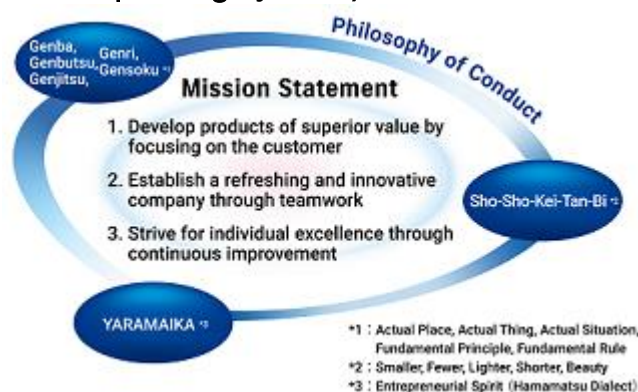 Genba,
Genbutsu,
Genjitsu,
Genri,
Gensoku *1
Philosophy of Conduct
Mission Statement
1. Develop products of superior value by
focusing on the customer
2. Establish a refreshing and innovative
company through teamwork
3. Strive for individual excellence through
continuous improvement
Sho-Sho-Kei-Tan-Bi *2
YARAMAIKA *3
*1 : Actual Place, Actual Thing, Actual Situation,
Fundamental Principle, Fundamental Rule
*2: Smaller, Fewer, Lighter, Shorter, Beauty
*3 : Entrepreneurial Spirit (Hamamatsu Dialect)